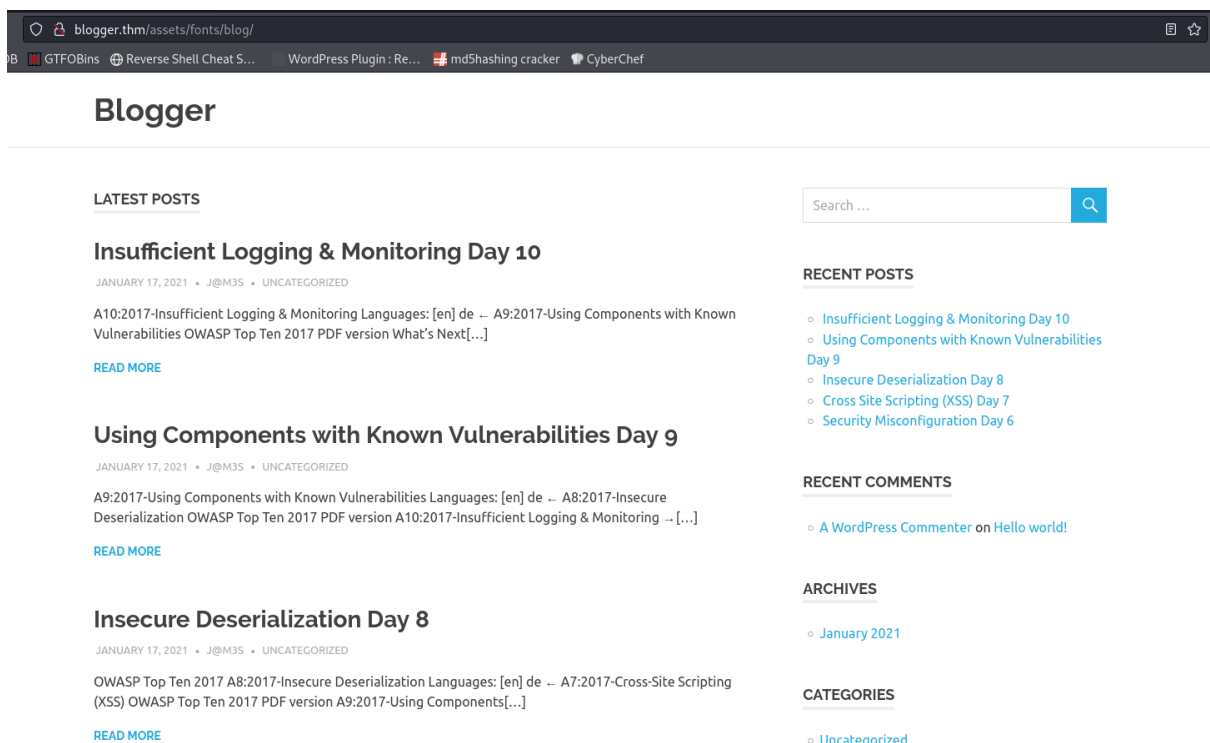 blogger.thm/assets/fonts/blog/
DB GTFOBins Reverse Shell Cheat S... WordPress Plugin : Re... md5hashing cracker CyberChef
Blogger
LATEST POSTS
Insufficient Logging & Monitoring Day 10
JANUARY 17, 2021 • J@M3S • UNCATEGORIZED
A10:2017-Insufficient Logging & Monitoring Languages: [en] de ← A9:2017-Using Components with Known
Vulnerabilities OWASP Top Ten 2017 PDF version What's Next[…]
READ MORE
Using Components with Known Vulnerabilities Day 9
JANUARY 17, 2021 • J@M3S • UNCATEGORIZED
A9:2017-Using Components with Known Vulnerabilities Languages: [en] de ← A8:2017-Insecure
Deserialization OWASP Top Ten 2017 PDF version A10:2017-Insufficient Logging & Monitoring →[…]
READ MORE
Insecure Deserialization Day 8
JANUARY 17, 2021 • J@M3S • UNCATEGORIZED
OWASP Top Ten 2017 A8:2017-Insecure Deserialization Languages: [en] de ← A7:2017-Cross-Site Scripting
(XSS) OWASP Top Ten 2017 PDF version A9:2017-Using Components[…]
READ MORE
Search …
RECENT POSTS
Insufficient Logging & Monitoring Day 10
Using Components with Known Vulnerabilities
Day 9
Insecure Deserialization Day 8
Cross Site Scripting (XSS) Day 7
Security Misconfiguration Day 6
RECENT COMMENTS
A WordPress Commenter on Hello world!
ARCHIVES
January 2021
CATEGORIES
Uncategorized